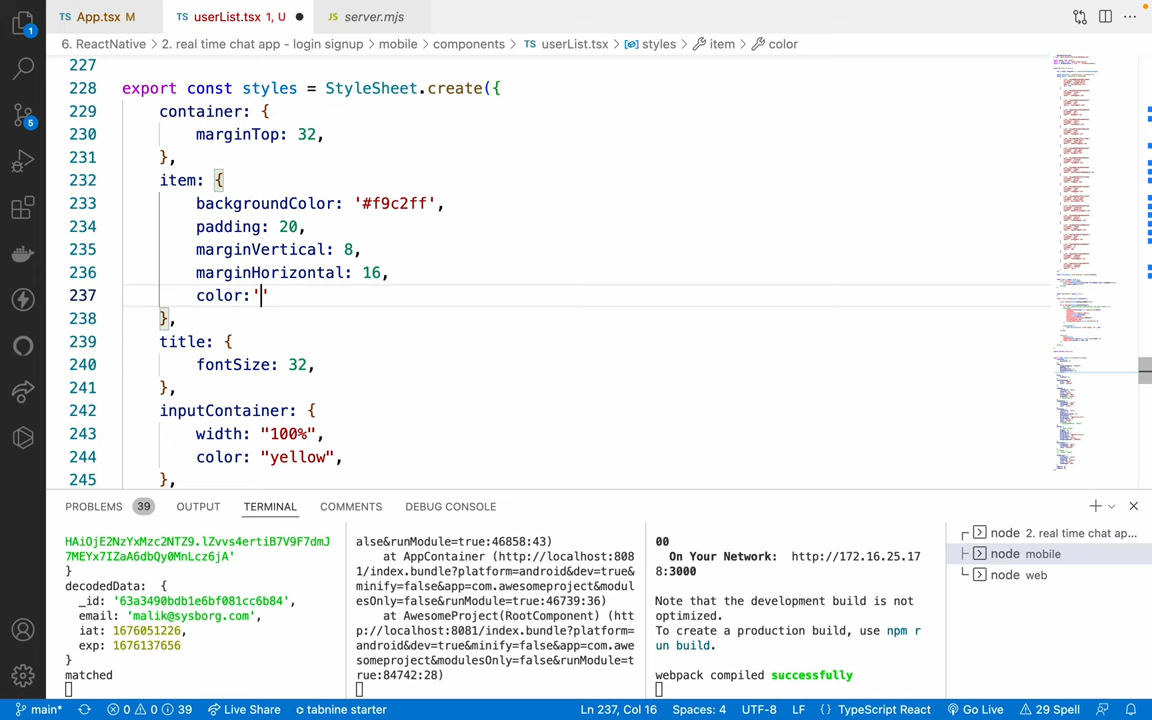 TS App.tsx M
TS userList.tsx 1, U
JS server.mjs
6. ReactNative > 2. real time chat app - login signup > mobile > components > TS userList.tsx > styles > item > color
227
228 export const styles = StyleSheet.create({
229 container: {
230 marginTop: 32,
231 },
232 item: {
233 backgroundColor: '#f9c2ff',
234 padding: 20,
235 marginVertical: 8,
236 marginHorizontal: 16,
237 color:''
238 },
239 title: {
240 fontSize: 32,
241 },
242 inputContainer: {
243 width: "100%",
244 color: "yellow",
245 },
1
5
PROBLEMS 39 OUTPUT TERMINAL COMMENTS DEBUG CONSOLE
HAiOjE2NzYxMzc2NTZ9.lZvvs4ertiB7V9F7dmJ
7MEYx7IZaA6dbQy0MnLcz6jA'
}
decodedData: {
_id: '63a3490bdb1e6bf081cc6b84',
email: 'malik@sysborg.com',
iat: 1676051226,
exp: 1676137656
}
matched
alse&runModule=true:46858:43)
at AppContainer (http://localhost:808
1/index.bundle?platform=android&dev=true&
minify=false&app=com.awesomeproject&modul
esOnly=false&runModule=true:46739:36)
at AwesomeProject(RootComponent) (htt
p://localhost:8081/index.bundle?platform=
android&dev=true&minify=false&app=com.awe
someproject&modulesOnly=false&runModule=t
rue:84742:28)
00
On Your Network: http://172.16.25.17
8:3000
Note that the development build is not
optimized.
To create a production build, use npm r
un build.
webpack compiled successfully
node 2. real time chat ap...
node mobile
node web
main* 0 0 39 Live Share tabnine starter
Ln 237, Col 16 Spaces: 4 UTF-8 LF {} TypeScript React Go Live 29 Spell